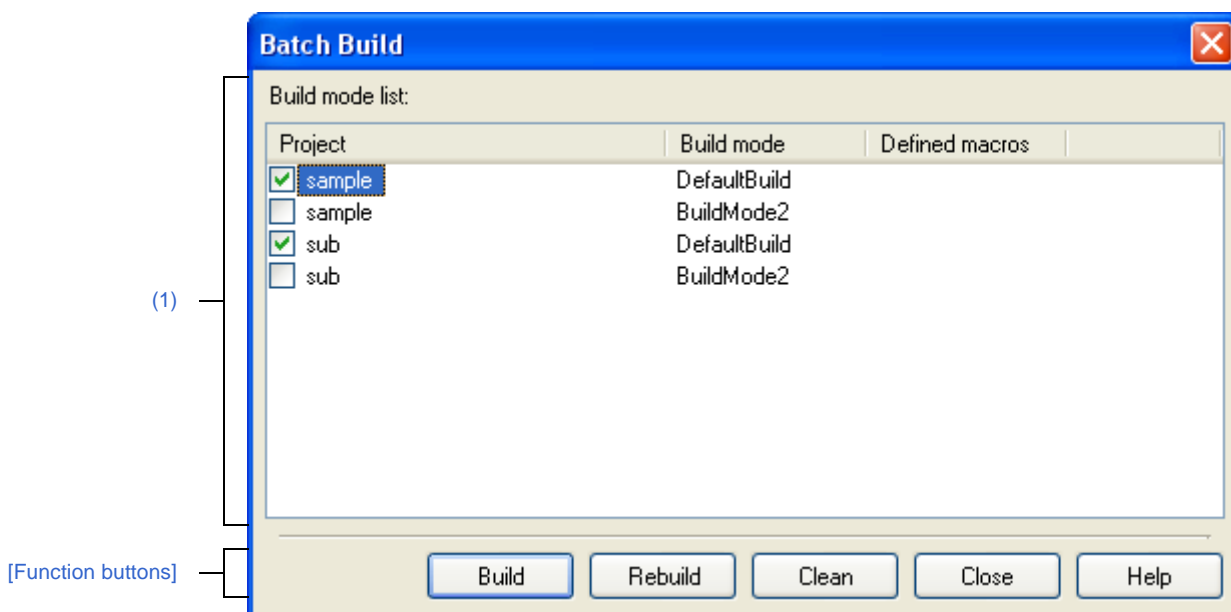 Batch Build
Build mode list:
Project Build mode Defined macros
sample DefaultBuild
sample BuildMode2
sub DefaultBuild
sub BuildMode2
(1)
[Function buttons]
Build Rebuild Clean Close Help